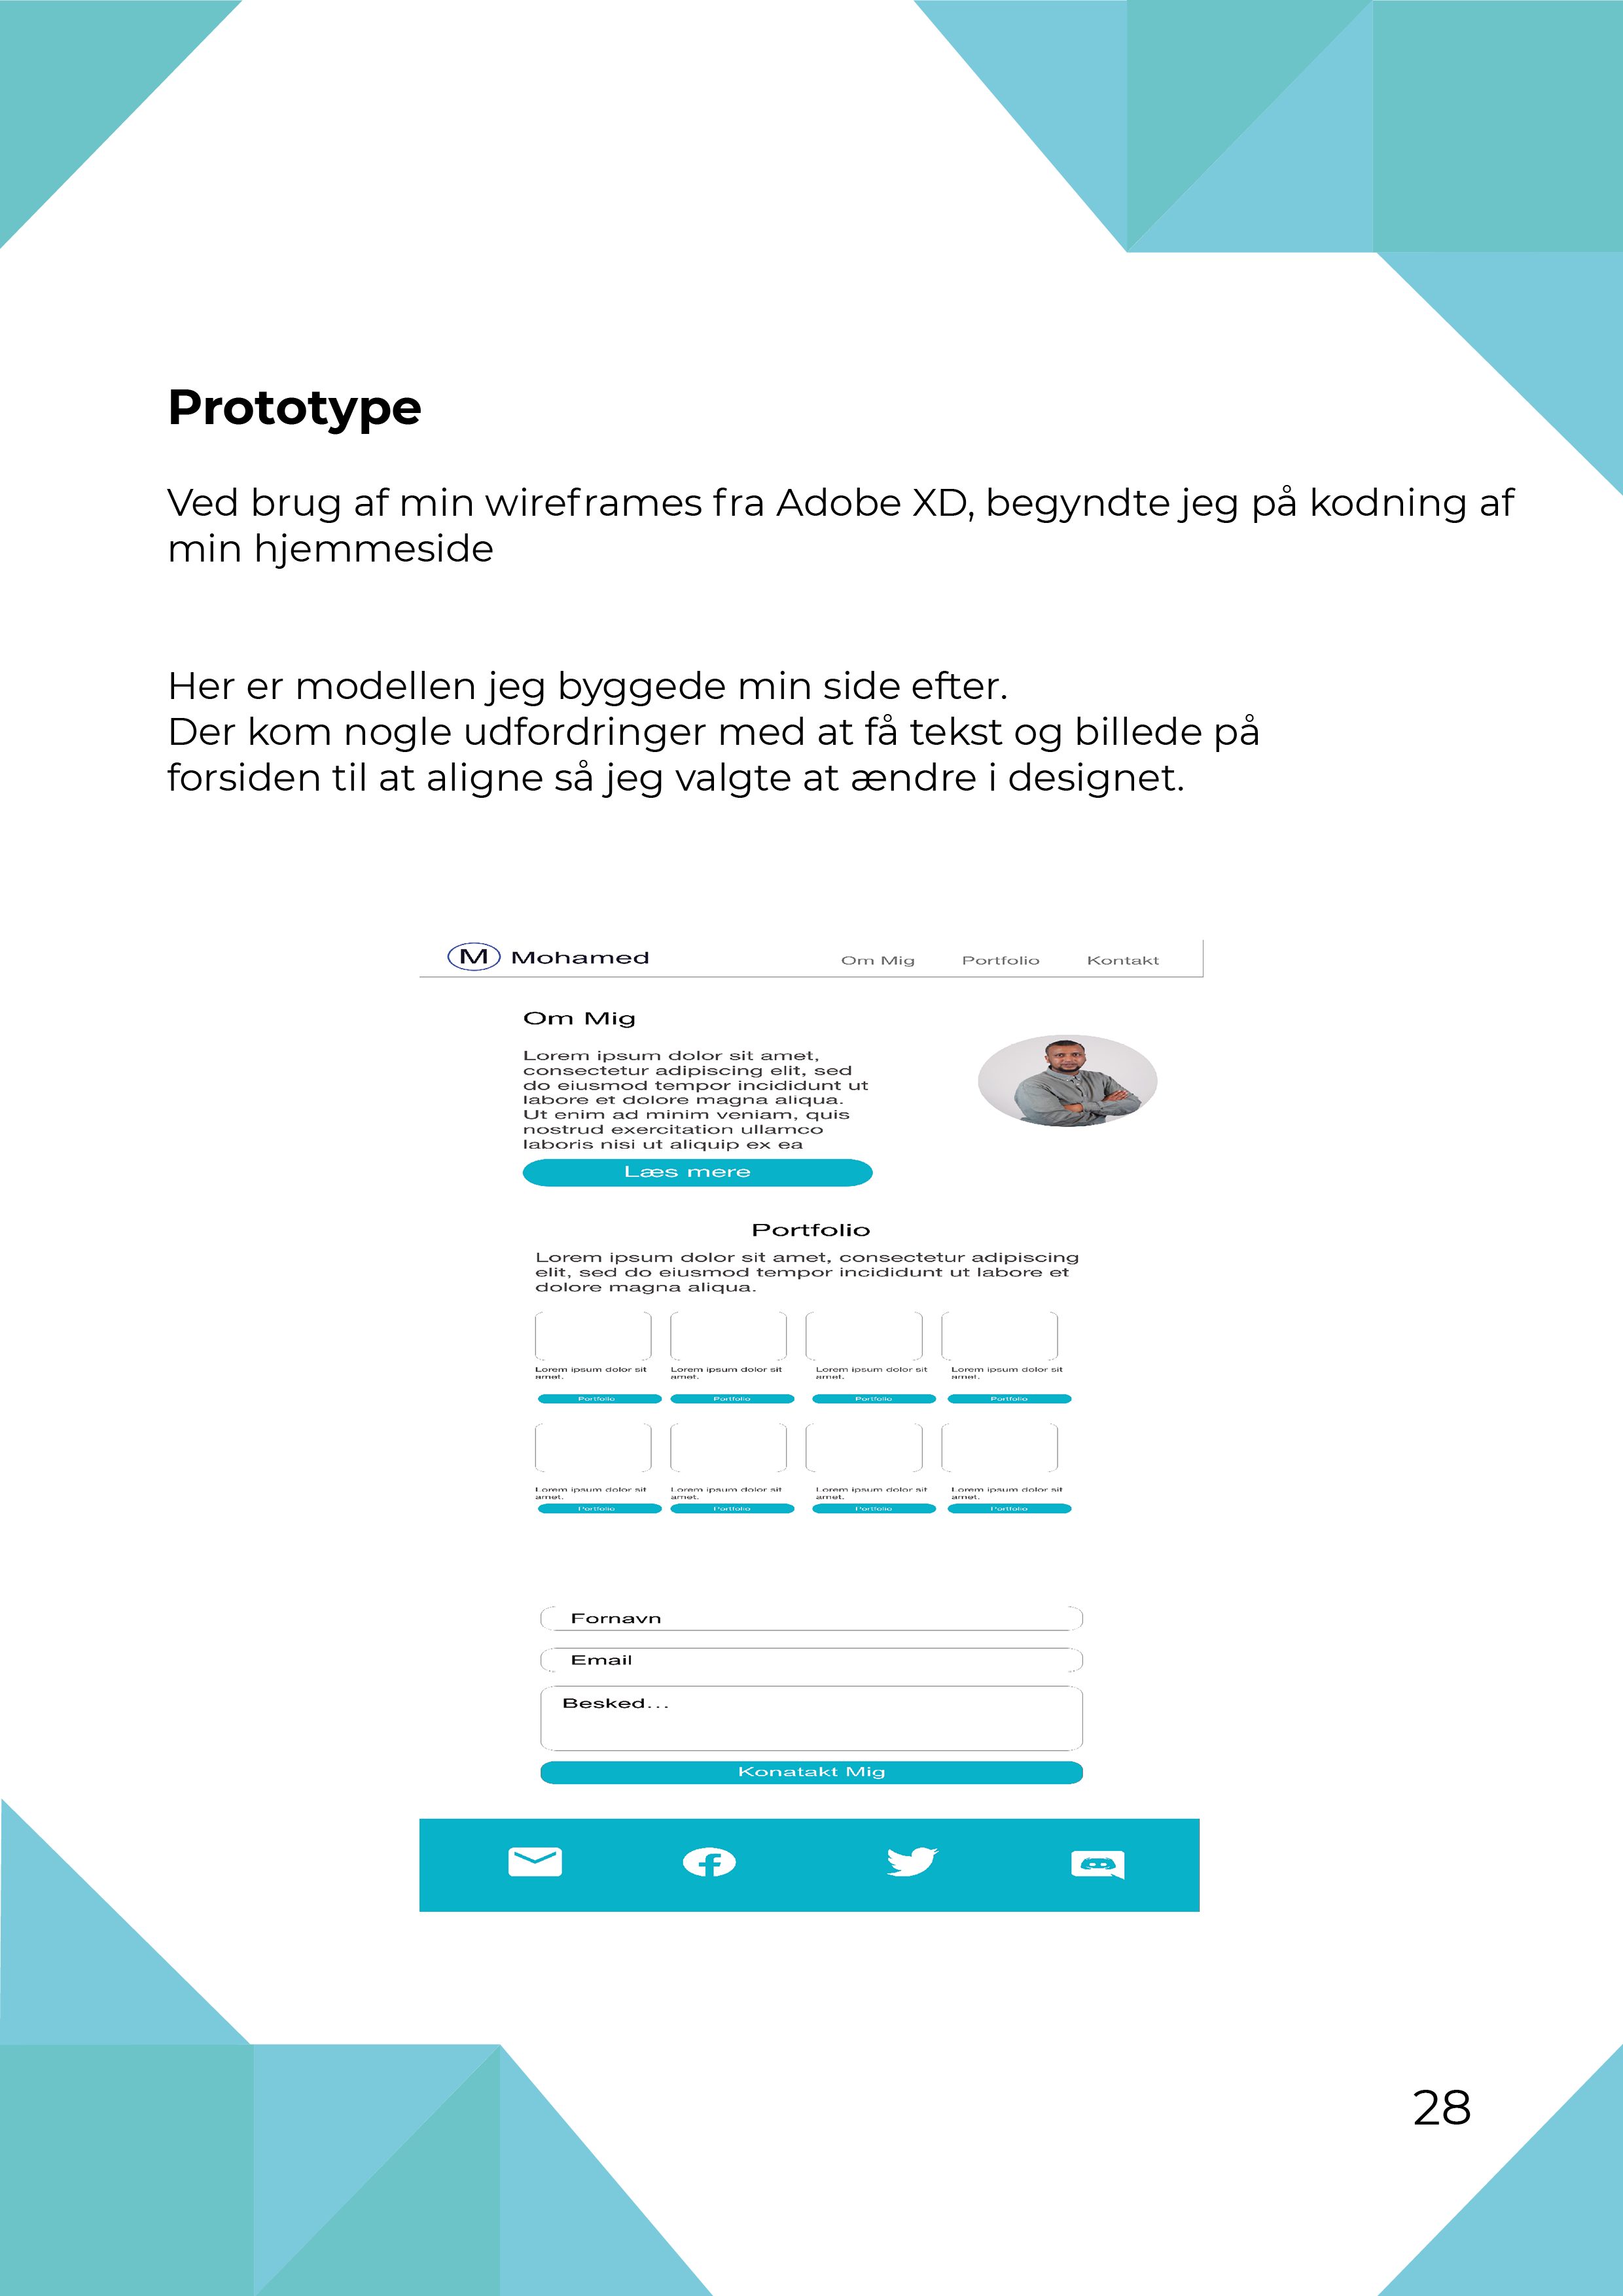 Prototype
Ved brug af min wireframes fra Adobe XD, begyndte jeg på kodning af
min hjemmeside
Her er modellen jeg byggede min side efter.
Der kom nogle udfordringer med at få tekst og billede på
forsiden til at aligne så jeg valgte at ændre i designet.
M Mohamed Om Mig Portfolio Kontakt
Om Mig
Lorem ipsum dolor sit amet,
consectetur adipiscing elit, sed
do eiusmod tempor incididunt ut
labore et dolore magna aliqua.
Ut enim ad minim veniam, quis
nostrud exercitation ullamco
laboris nisi ut aliquip ex ea
Læs mere
Portfolio
Lorem ipsum dolor sit amet, consectetur adipiscing
elit, sed do eiusmod tempor incididunt ut labore et
dolore magna aliqua.
Lorem ipsum dolor sit Lorem ipsum dolor sit Lorem ipsum dolor sit Lorem ipsum dolor sit
amet. amet. amet. amet.
Portfolio Portfolio Portfolio Portfolio
Lorem ipsum dolor sit Lorem ipsum dolor sit Lorem ipsum dolor sit Lorem ipsum dolor sit
amet. amet. amet. amet.
Portfolio Portfolio Portfolio Portfolio
Fornavn
Email
Besked...
Konatakt Mig
28